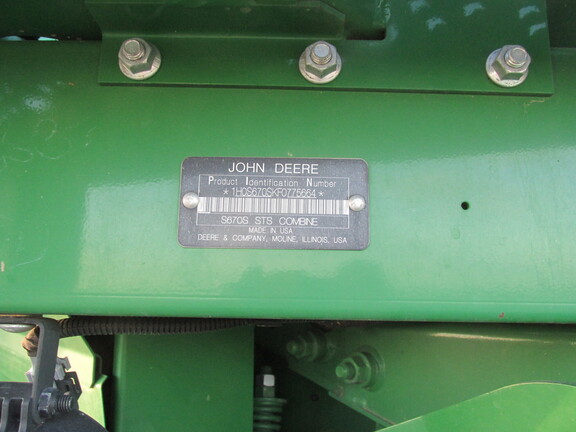 JOHN DEERE
Product Identification Number
*1H0S670SKF0775664*
S670S STS COMBINE
MADE IN USA
DEERE & COMPANY, MOLINE, ILLINOIS, USA